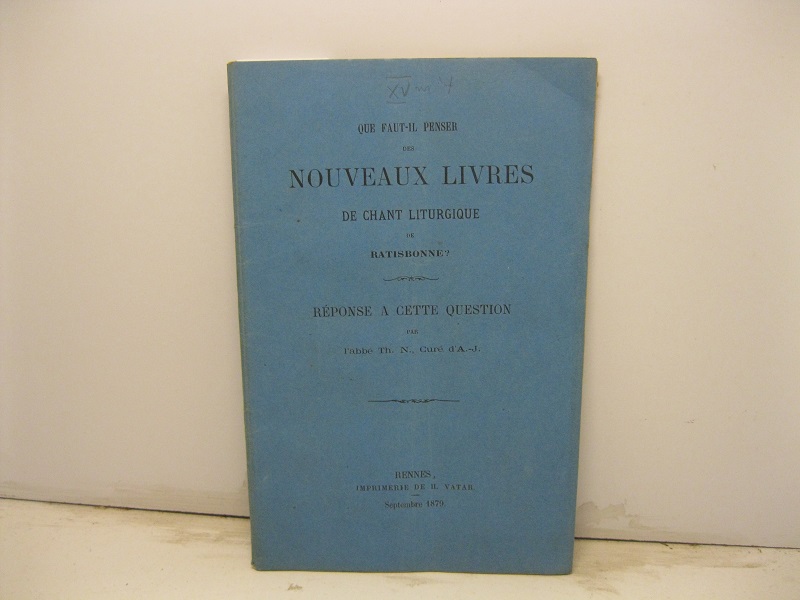 XV
QUE FAUT-IL PENSER
DES
NOUVEAUX LIVRES
DE CHANT LITURGIQUE
DE
RATISBONNE?
RÉPONSE A CETTE QUESTION
PAR
l'abbé Th. N., Curé d'A.-J.
RENNES,
IMPRIMERIE DE H. VATAR
Septembre 1879.